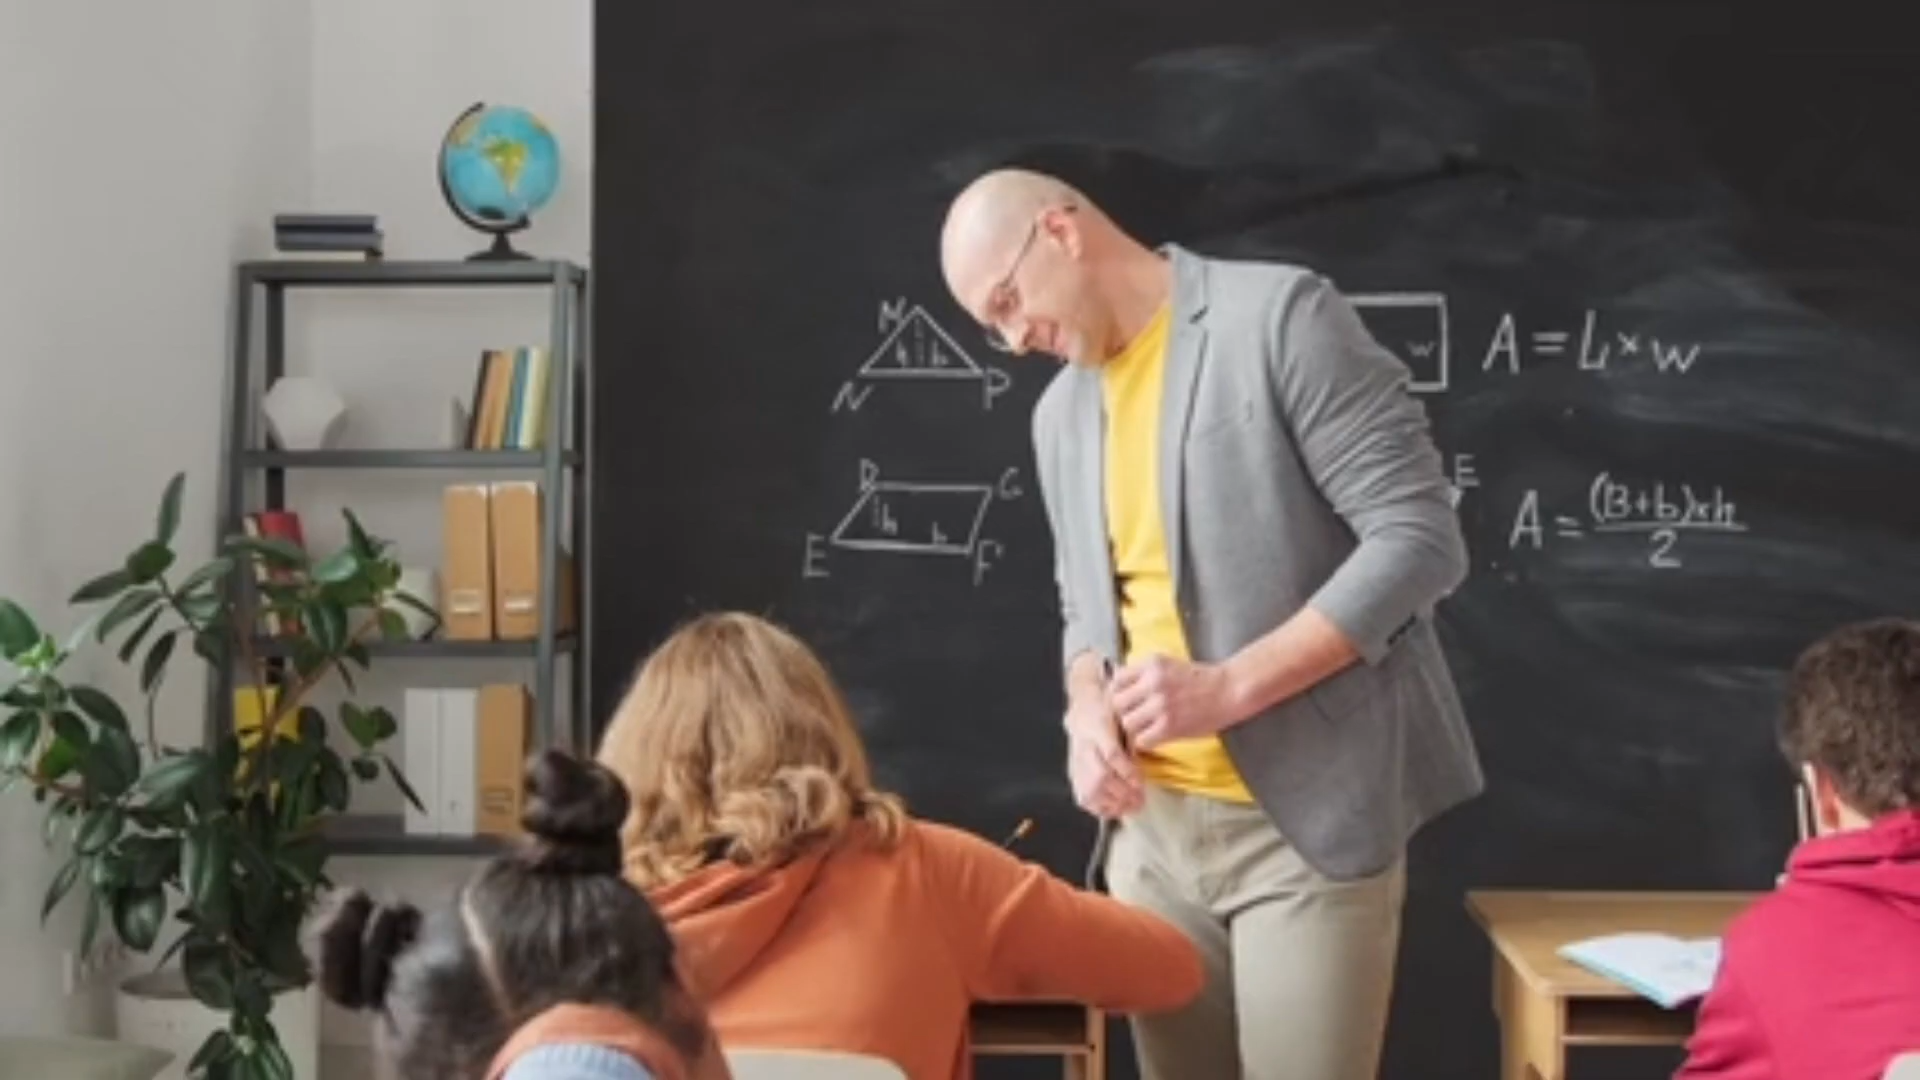 M
h b
N P
w
A = L × w
D G
h b
E F
E
A = (B+b)×h
2